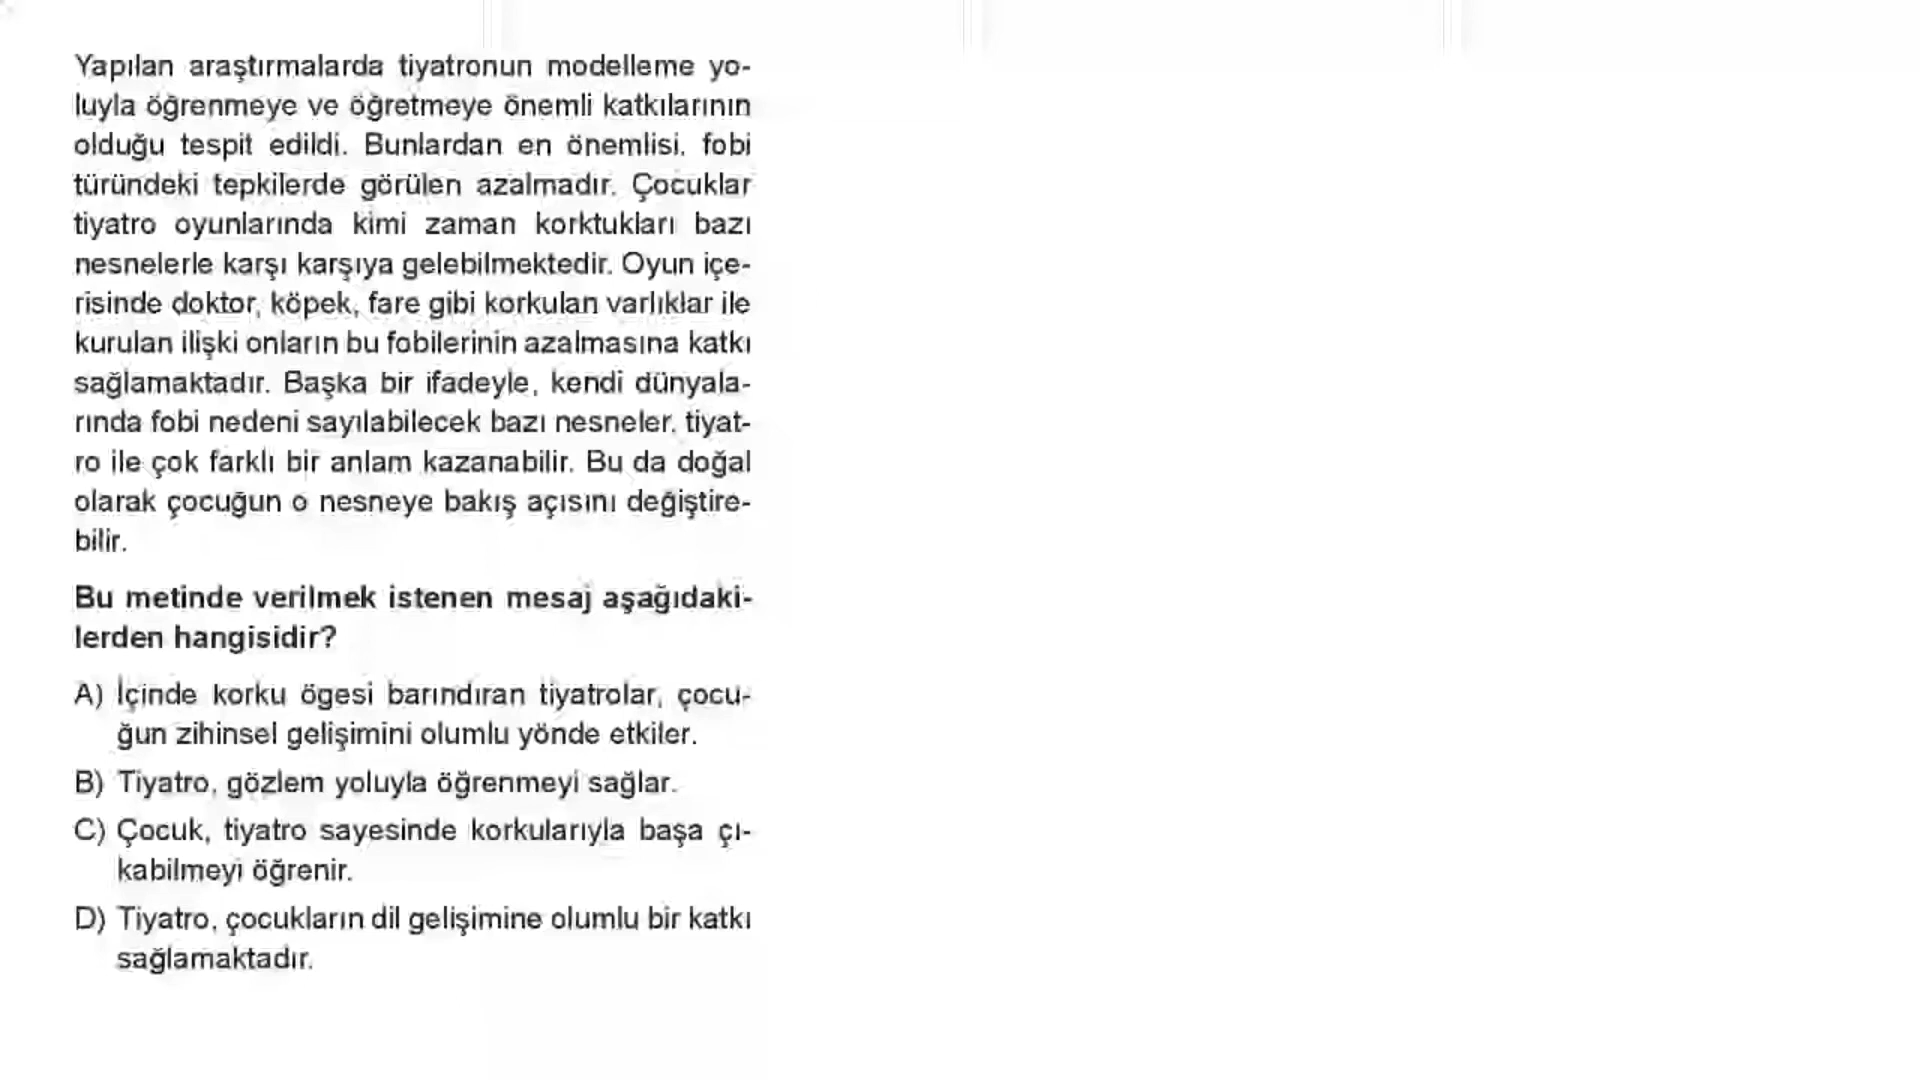 Yapılan araştırmalarda tiyatronun modelleme yo-
luyla öğrenmeye ve öğretmeye önemli katkılarının
olduğu tespit edildi. Bunlardan en önemlisi, fobi
türündeki tepkilerde görülen azalmadır. Çocuklar
tiyatro oyunlarında kimi zaman korktukları bazı
nesnelerle karşı karşıya gelebilmektedir. Oyun içe-
risinde doktor, köpek, fare gibi korkulan varlıklar ile
kurulan ilişki onların bu fobilerinin azalmasına katkı
sağlamaktadır. Başka bir ifadeyle, kendi dünyala-
rında fobi nedeni sayılabilecek bazı nesneler, tiyat-
ro ile çok farklı bir anlam kazanabilir. Bu da doğal
olarak çocuğun o nesneye bakış açısını değiştire-
bilir.
Bu metinde verilmek istenen mesaj aşağıdaki-
lerden hangisidir?
A) İçinde korku ögesi barındıran tiyatrolar, çocu-
ğun zihinsel gelişimini olumlu yönde etkiler.
B) Tiyatro, gözlem yoluyla öğrenmeyi sağlar.
C) Çocuk, tiyatro sayesinde korkularıyla başa çı-
kabilmeyi öğrenir.
D) Tiyatro, çocukların dil gelişimine olumlu bir katkı
sağlamaktadır.